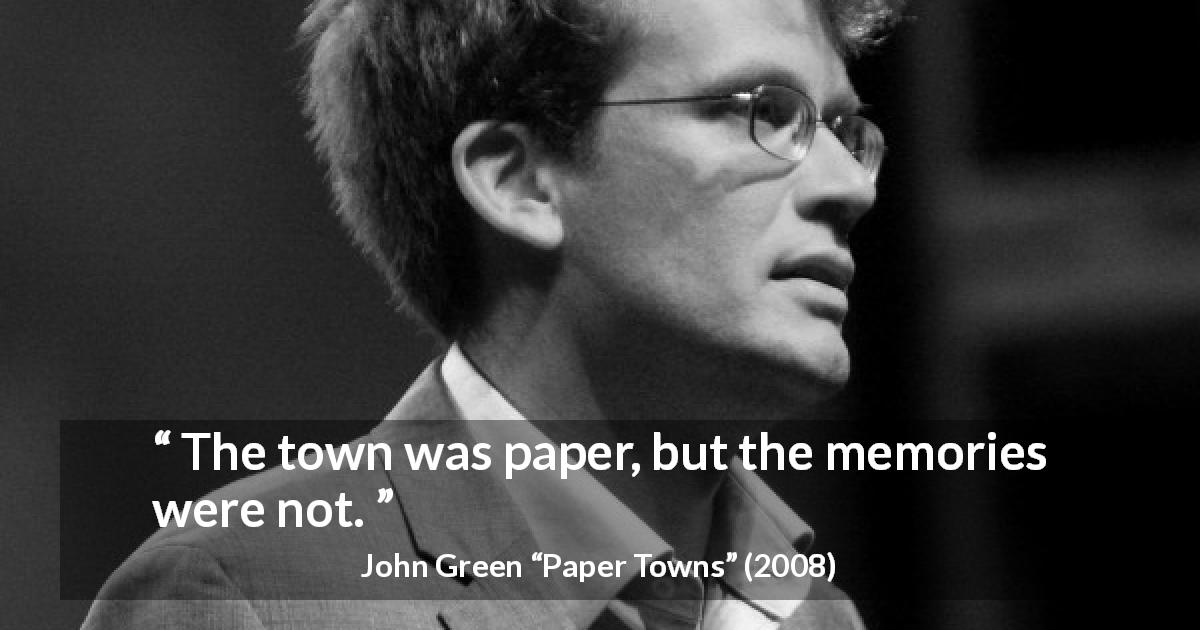 “ The town was paper, but the memories
were not. ”
John Green “Paper Towns” (2008)